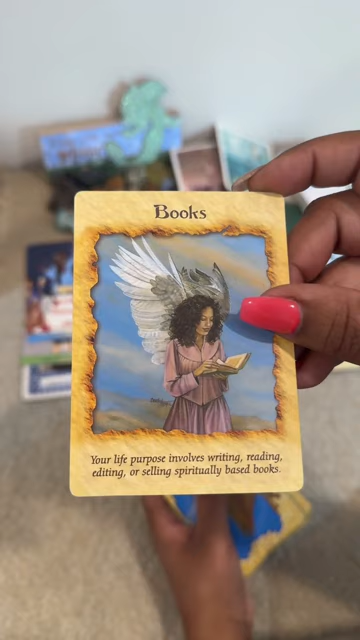 Books
Your life purpose involves writing, reading,
editing, or selling spiritually based books.